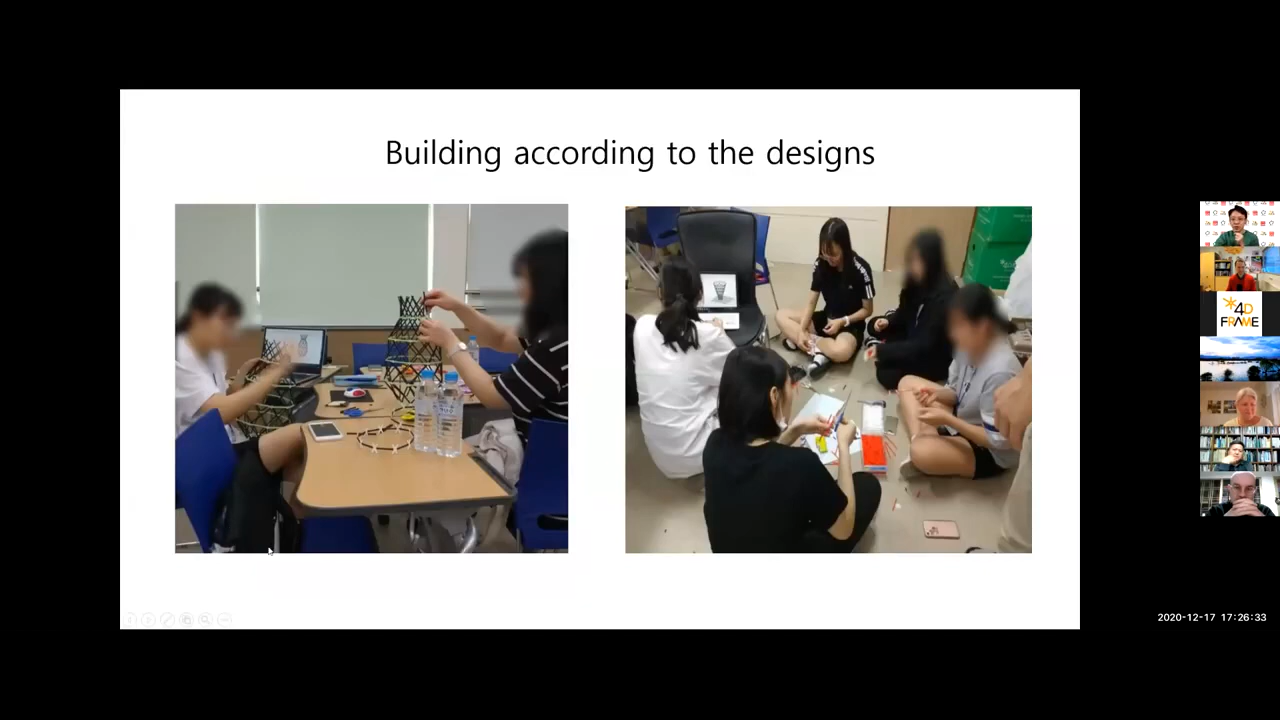 Building according to the designs
4D
FRAME
2020-12-17 17:26:33